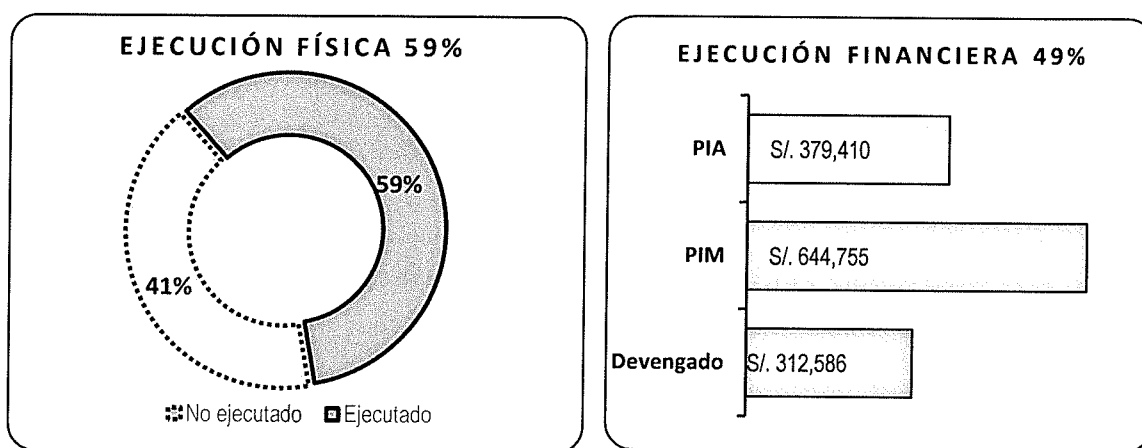 EJECUCIÓN FÍSICA 59%
59%
41%
No ejecutado Ejecutado
EJECUCIÓN FINANCIERA 49%
PIA S/. 379,410
PIM S/. 644,755
Devengado S/. 312,586